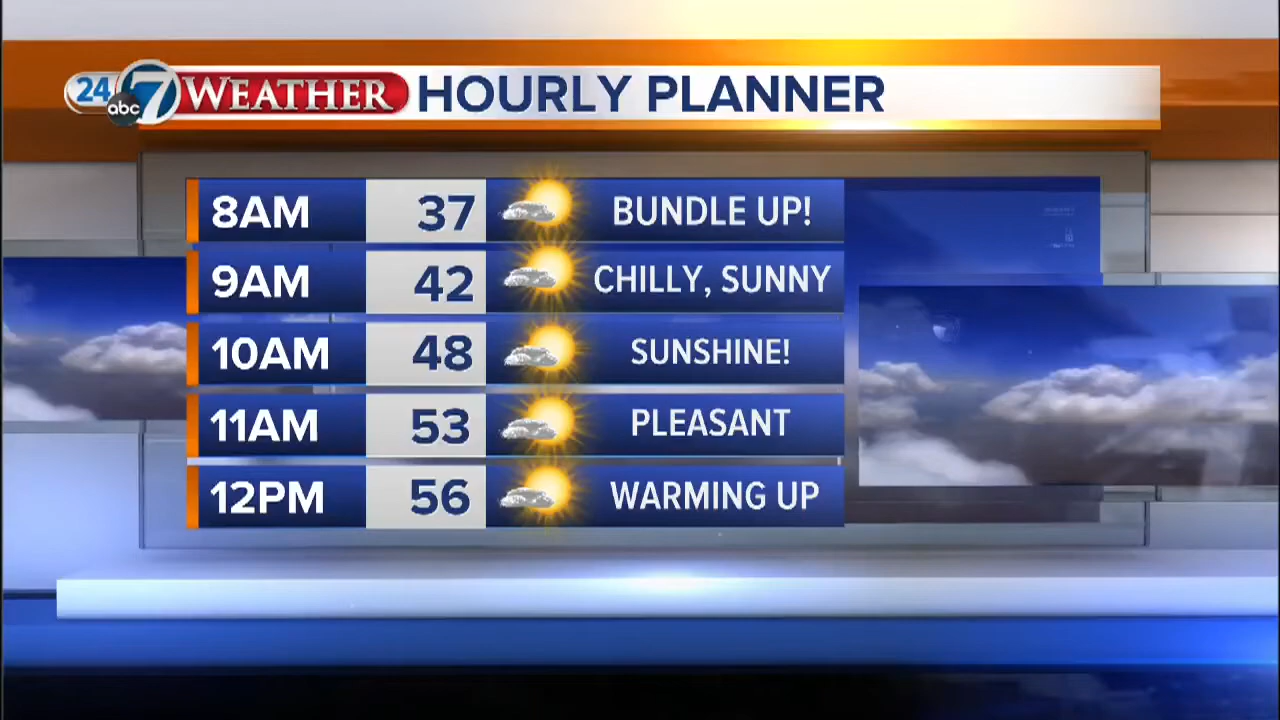 24 abc 7 WEATHER HOURLY PLANNER
8AM 37 BUNDLE UP!
9AM 42 CHILLY, SUNNY
10AM 48 SUNSHINE!
11AM 53 PLEASANT
12PM 56 WARMING UP